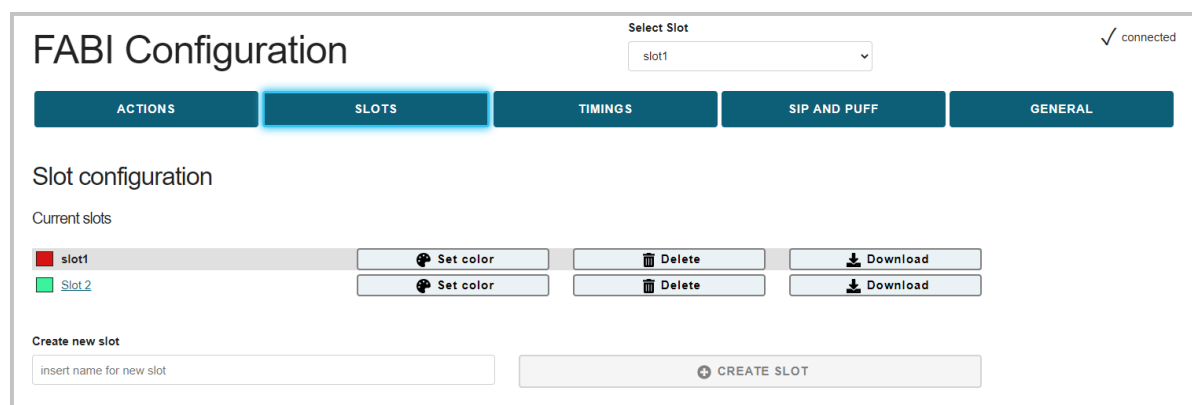 FABI Configuration
Select Slot
slot1
connected
ACTIONS SLOTS TIMINGS SIP AND PUFF GENERAL
Slot configuration
Current slots
slot1 Set color Delete Download
Slot 2 Set color Delete Download
Create new slot
insert name for new slot CREATE SLOT